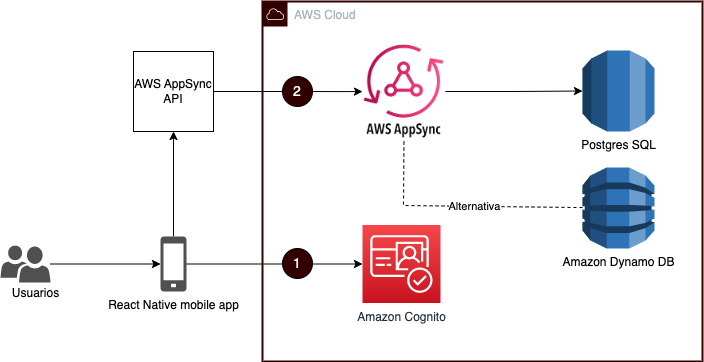 AWS Cloud
AWS AppSync
API
2
AWS AppSync
Postgres SQL
Alternativa
Amazon Dynamo DB
1
Usuarios
React Native mobile app
Amazon Cognito